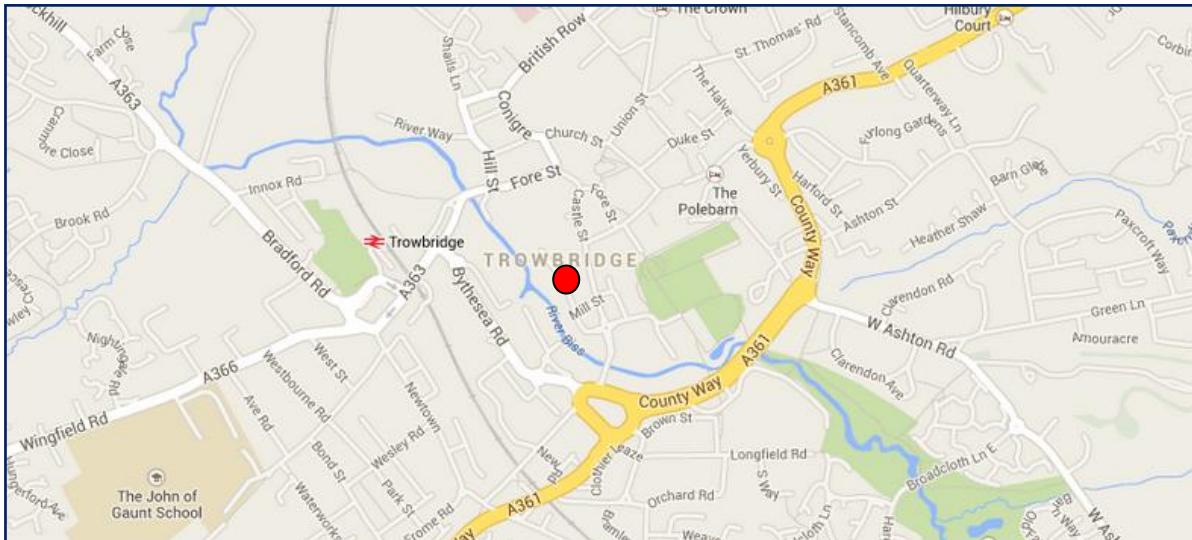 The Crown
Hilbury
Court
Farm Close
A363
Shails Ln
British Row
St. Thomas' Rd
Stancomb Ave
A361
Quarterway Ln
The Halve
Conigre
Union St
River Way
Church St
Duke St
Furlong Gardens
Hill St
Fore St
Yerbury St
Barn Glebe
Innox Rd
The
Polebarn
Harford St
Ashton St
Castle St
Fore St
Brook Rd
Heather Shaw
Paxcroft Way
Trowbridge
County Way
Bradford Rd
TROWBRIDGE
A363
Bythesea Rd
Clarendon Rd
Green Ln
Mill St
River Biss
W Ashton Rd
Amouracre
Nightingale Rd
A361
A366
West St
Westbourne Rd
Newtown
Clarendon Ave
County Way
Wingfield Rd
Ave Rd
Brown St
Wesley Rd
Bond St
Longfield Rd
Broadcloth Ln E
Clothier Leaze
S Way
The John of
Gaunt School
Hungerford Ave
Park St
A361
Orchard Rd
Waterworks
Frome Rd